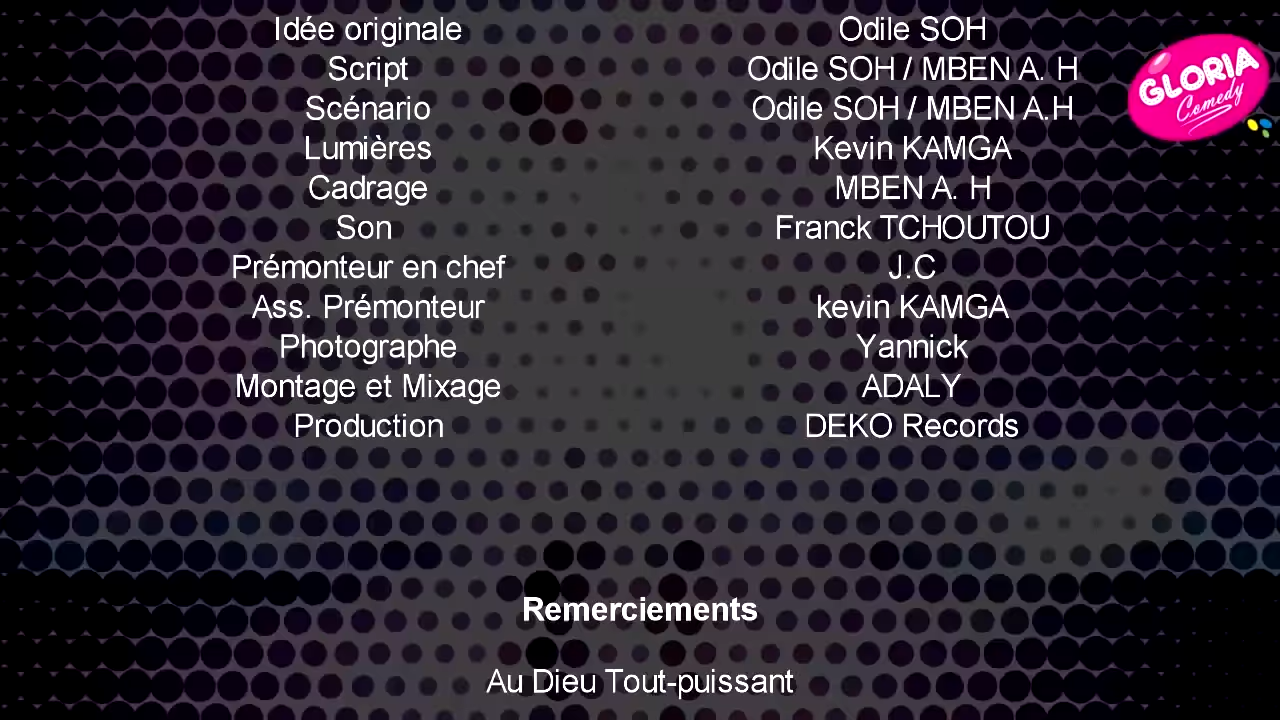 Idée originale Odile SOH
Script Odile SOH / MBEN A. H
Scénario Odile SOH / MBEN A.H
Lumières Kevin KAMGA
Cadrage MBEN A. H
Son Franck TCHOUTOU
Prémonteur en chef J.C
Ass. Prémonteur kevin KAMGA
Photographe Yannick
Montage et Mixage ADALY
Production DEKO Records
GLORIA
Comedy
Remerciements
Au Dieu Tout-puissant